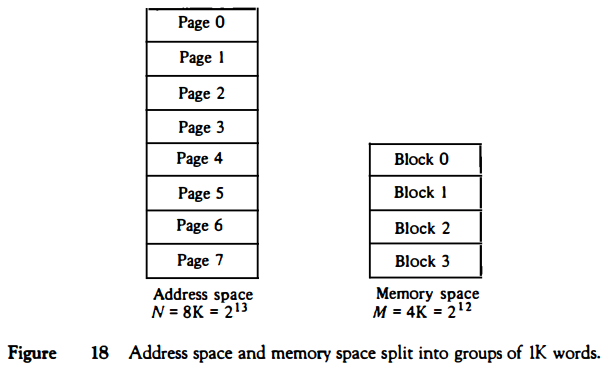 Page 0
Page 1
Page 2
Page 3
Page 4
Page 5
Page 6
Page 7
Address space
N = 8K = 2^13
Block 0
Block 1
Block 2
Block 3
Memory space
M = 4K = 2^12
Figure 18 Address space and memory space split into groups of 1K words.